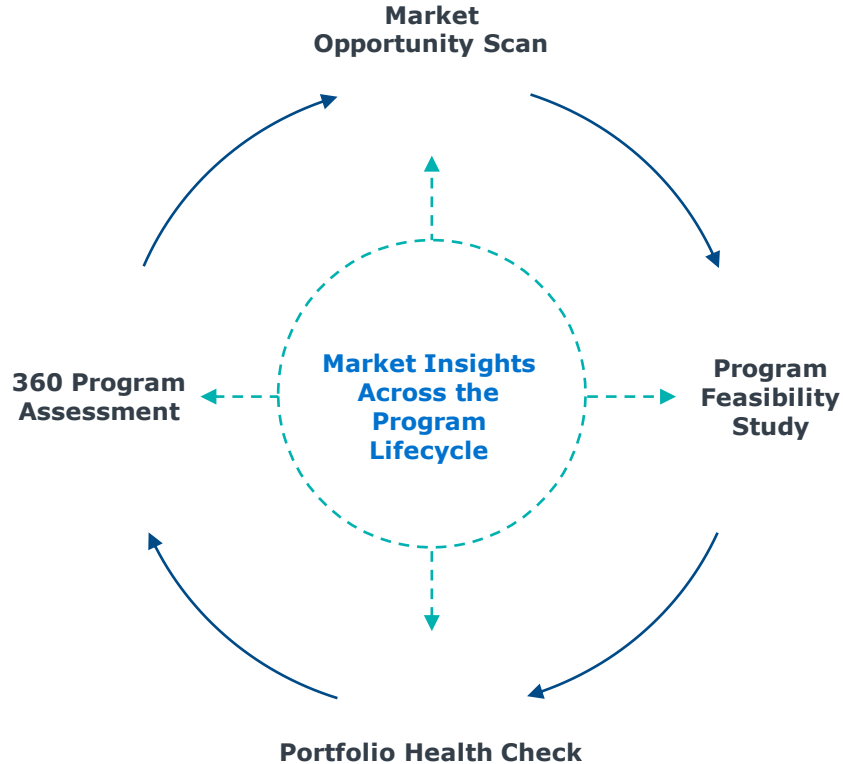 Market
Opportunity Scan
360 Program
Assessment
Market Insights
Across the
Program
Lifecycle
Program
Feasibility
Study
Portfolio Health Check